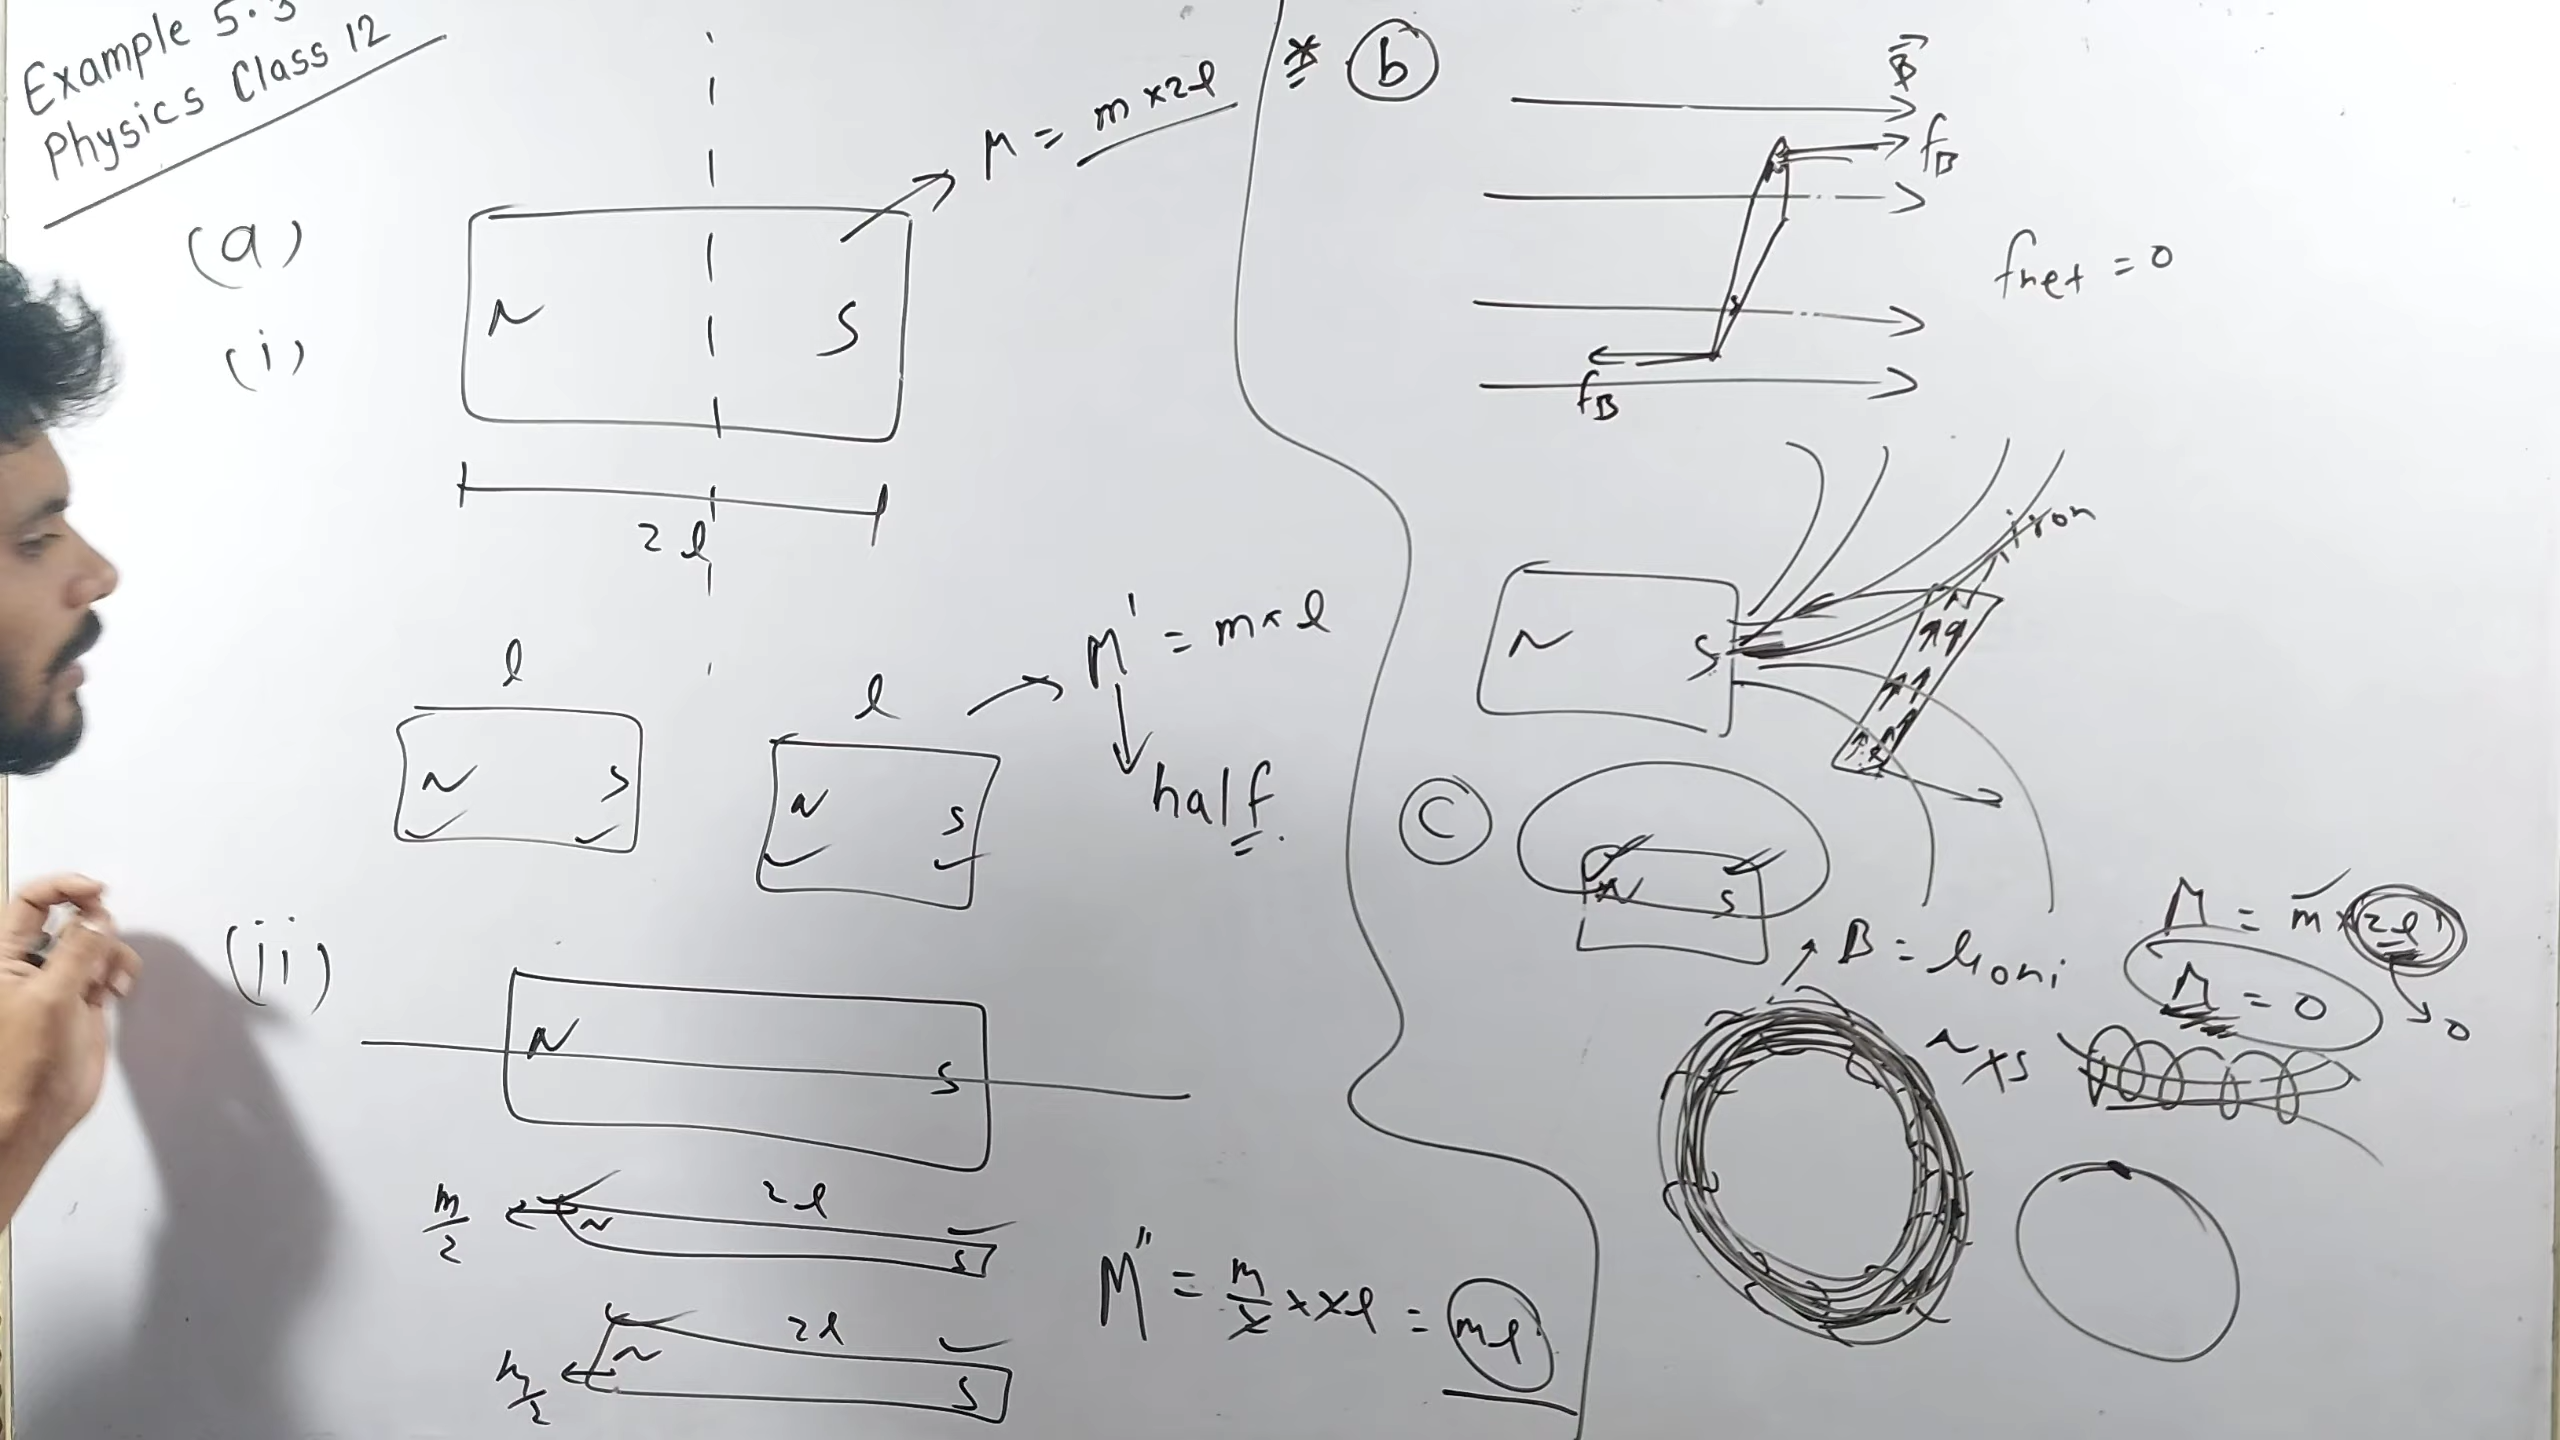 Example 5.3
Physics Class 12
(a)
(i)
N S
M = m × 2l
2l
l
N S
l
N S
M' = m × l
half
(ii)
N S
m/2
2l
N S
m/2
2l
N S
M'' = m/2 × 2l = ml
* b
B
fB
S
fB
fnet = 0
iron
N S
N
C
N S
B = μ0ni
M = m × 2l
M = 0
0
N × S